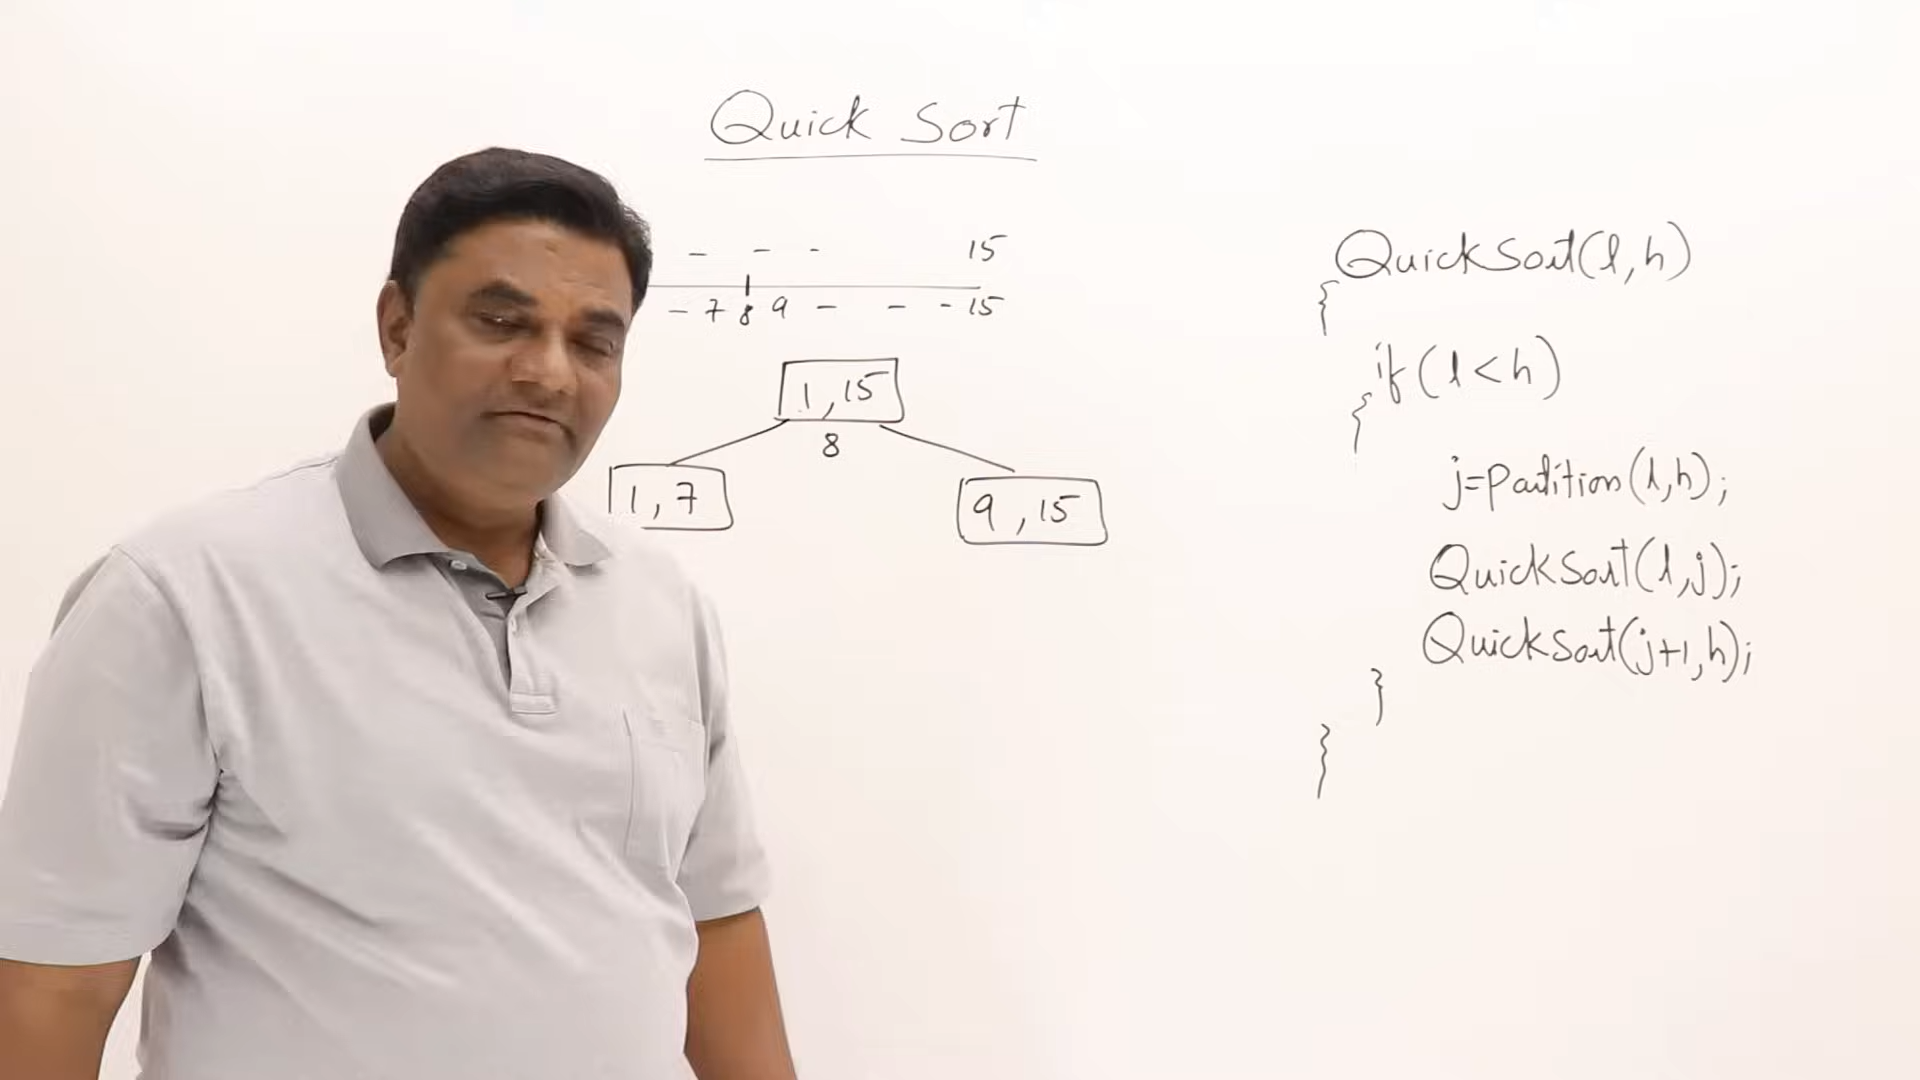 Quick Sort
- - - 15
- 7 8 9 - - - 15
1, 15
8
1, 7
9, 15
QuickSort(l,h)
{
if(l<h)
{
j=partition(l,h);
QuickSort(l,j);
QuickSort(j+1,h);
}
}